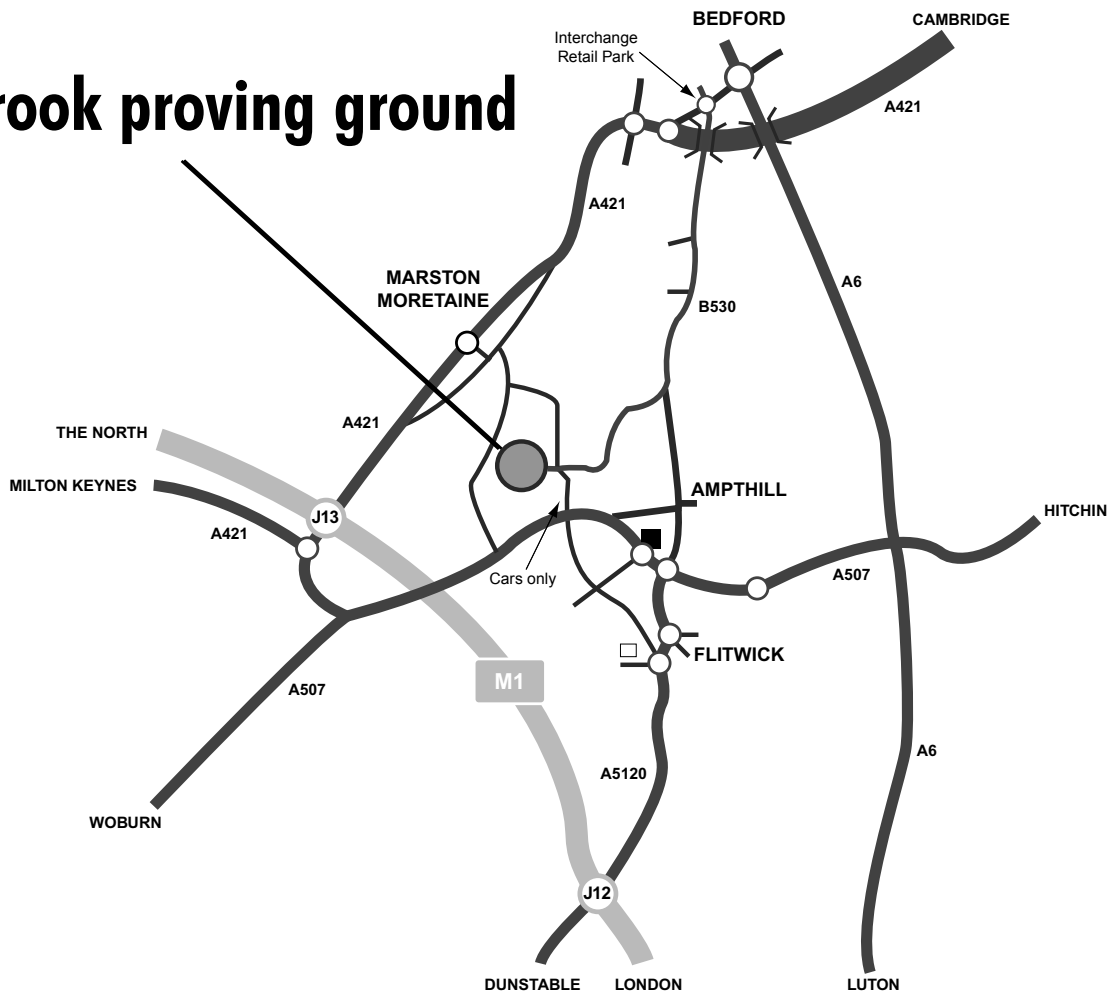 BEDFORD
CAMBRIDGE
Interchange
Retail Park
rook proving ground
A421
A421
MARSTON
MORETAINE
A6
B530
A421
THE NORTH
MILTON KEYNES
AMPTHILL
J13
A421
HITCHIN
Cars only
A507
FLITWICK
M1
A507
A6
A5120
WOBURN
J12
DUNSTABLE
LONDON
LUTON